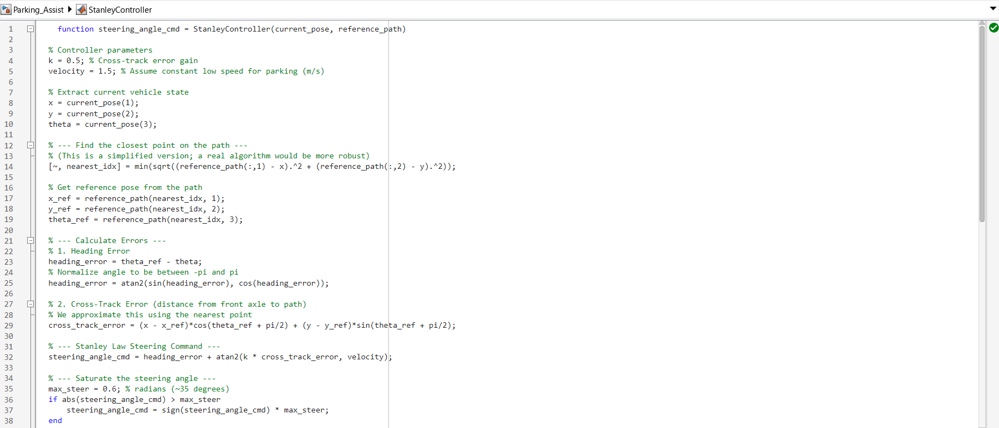 Parking_Assist StanleyController
1 function steering_angle_cmd = StanleyController(current_pose, reference_path)
2
3 % Controller parameters
4 k = 0.5; % Cross-track error gain
5 velocity = 1.5; % Assume constant low speed for parking (m/s)
6
7 % Extract current vehicle state
8 x = current_pose(1);
9 y = current_pose(2);
10 theta = current_pose(3);
11
12 % --- Find the closest point on the path ---
13 % (This is a simplified version; a real algorithm would be more robust)
14 [~, nearest_idx] = min(sqrt((reference_path(:,1) - x).^2 + (reference_path(:,2) - y).^2));
15
16 % Get reference pose from the path
17 x_ref = reference_path(nearest_idx, 1);
18 y_ref = reference_path(nearest_idx, 2);
19 theta_ref = reference_path(nearest_idx, 3);
20
21 % --- Calculate Errors ---
22 % 1. Heading Error
23 heading_error = theta_ref - theta;
24 % Normalize angle to be between -pi and pi
25 heading_error = atan2(sin(heading_error), cos(heading_error));
26
27 % 2. Cross-Track Error (distance from front axle to path)
28 % We approximate this using the nearest point
29 cross_track_error = (x - x_ref)*cos(theta_ref + pi/2) + (y - y_ref)*sin(theta_ref + pi/2);
30
31 % --- Stanley Law Steering Command ---
32 steering_angle_cmd = heading_error + atan2(k * cross_track_error, velocity);
33
34 % --- Saturate the steering angle ---
35 max_steer = 0.6; % radians (~35 degrees)
36 if abs(steering_angle_cmd) > max_steer
37 steering_angle_cmd = sign(steering_angle_cmd) * max_steer;
38 end